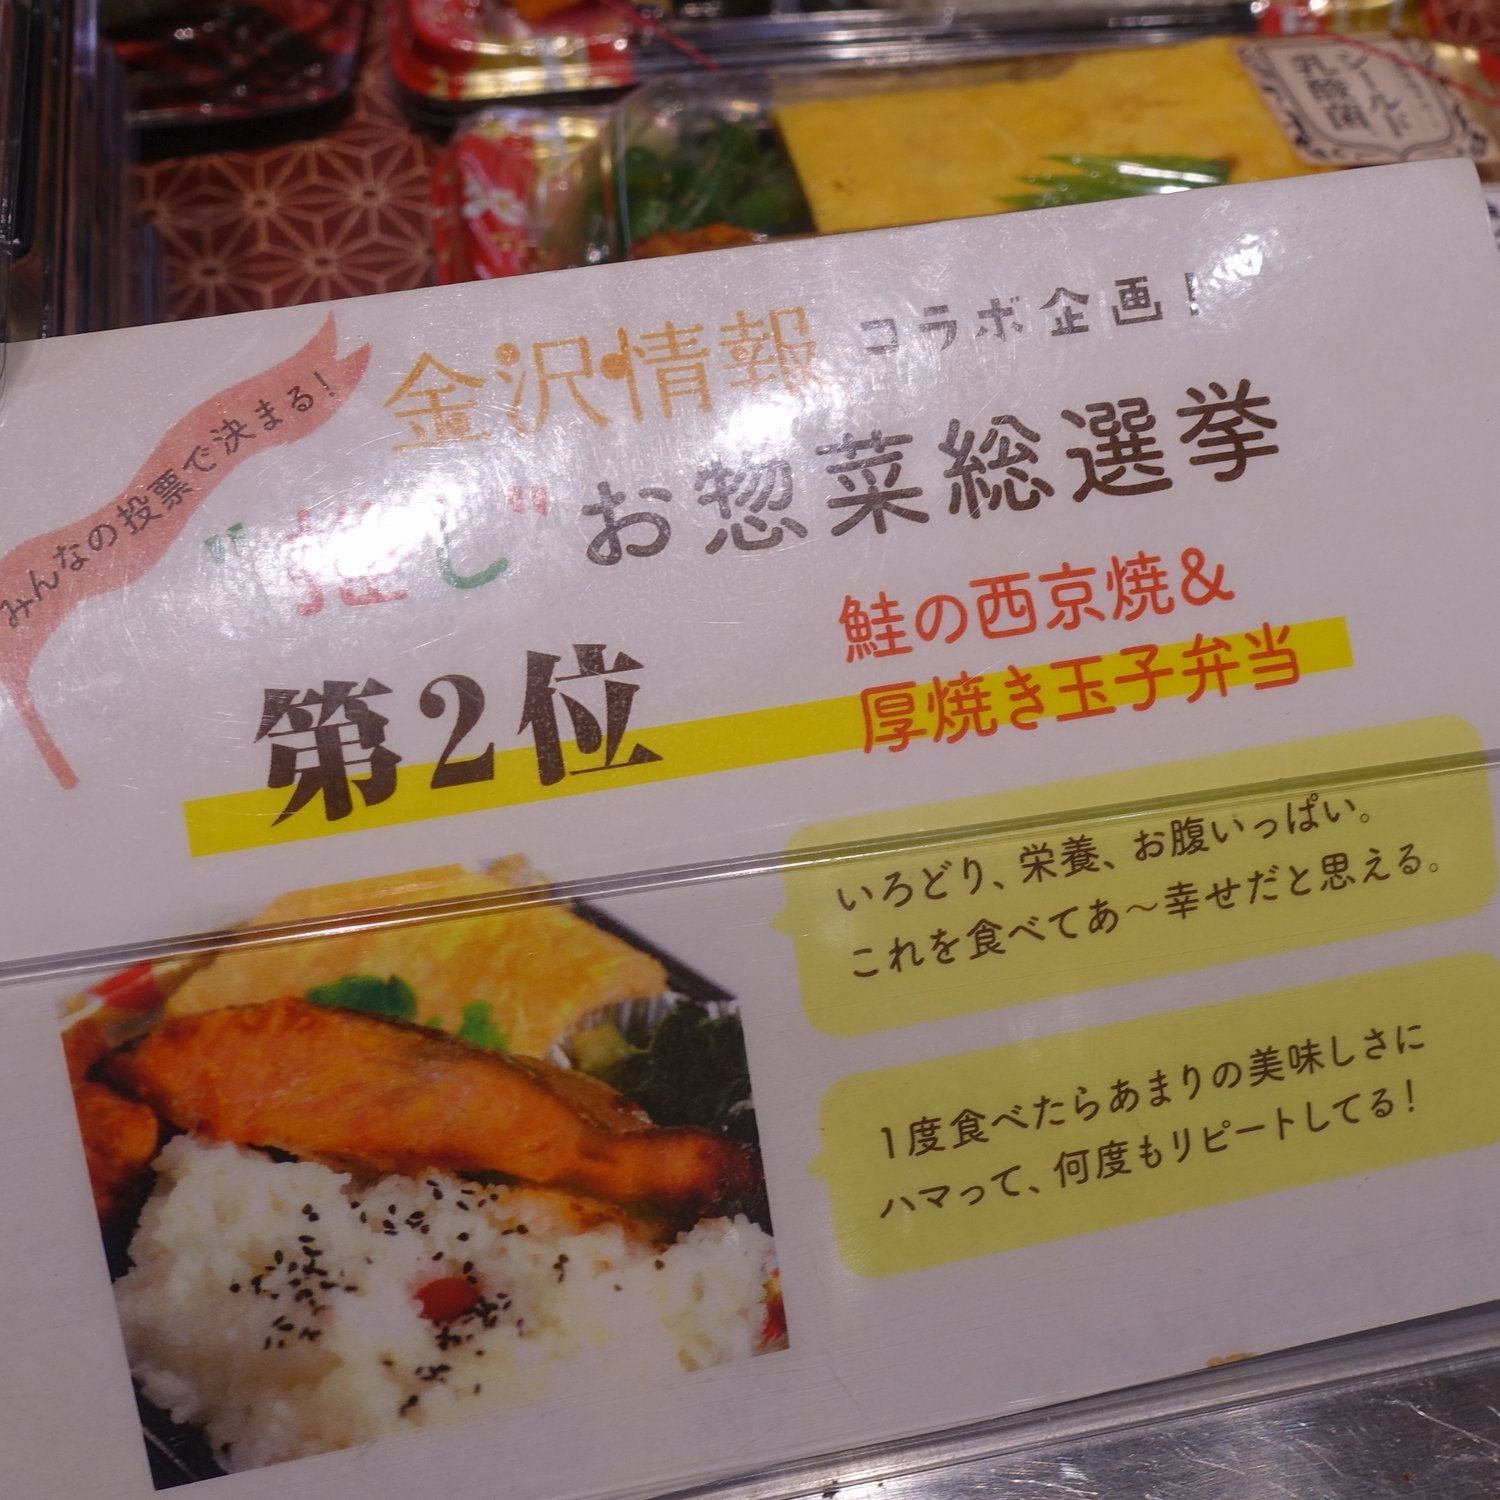 シールド
乳酸菌
みんなの投票で決まる!
金沢情報 コラボ企画!
"推し"お惣菜総選挙
第2位
鮭の西京焼&
厚焼き玉子弁当
いろどり、栄養、お腹いっぱい。
これを食べてあ〜幸せだと思える。
1度食べたらあまりの美味しさに
ハマって、何度もリピートしてる!